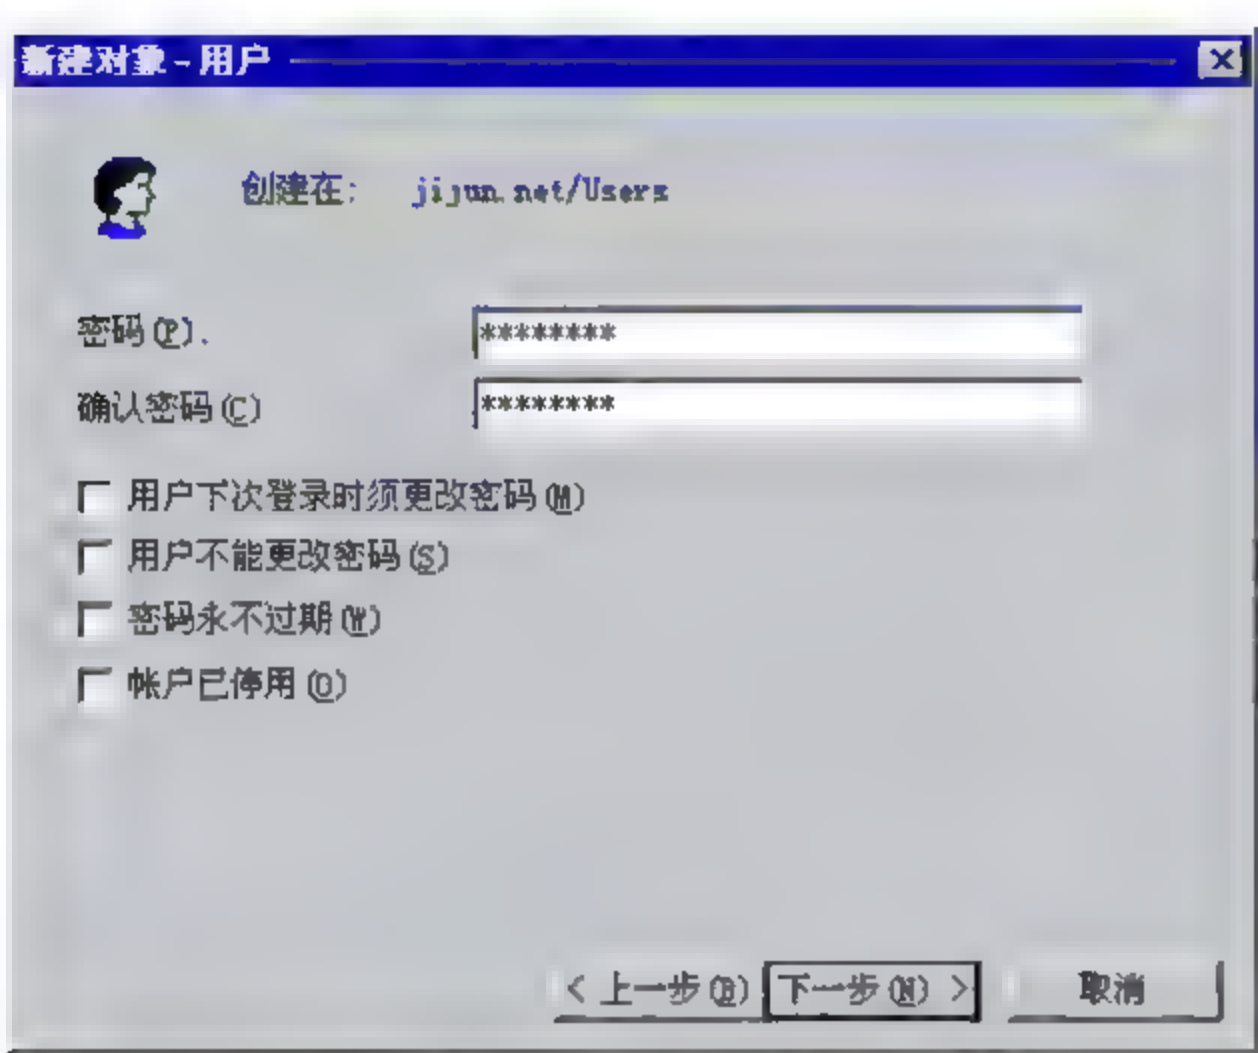 新建对象 - 用户
创建在: jijun.net/Users
密码(P).
********
确认密码(C)
********
用户下次登录时须更改密码(M)
用户不能更改密码(S)
密码永不过期(W)
帐户已停用(O)
< 上一步(B) 下一步(N) > 取消